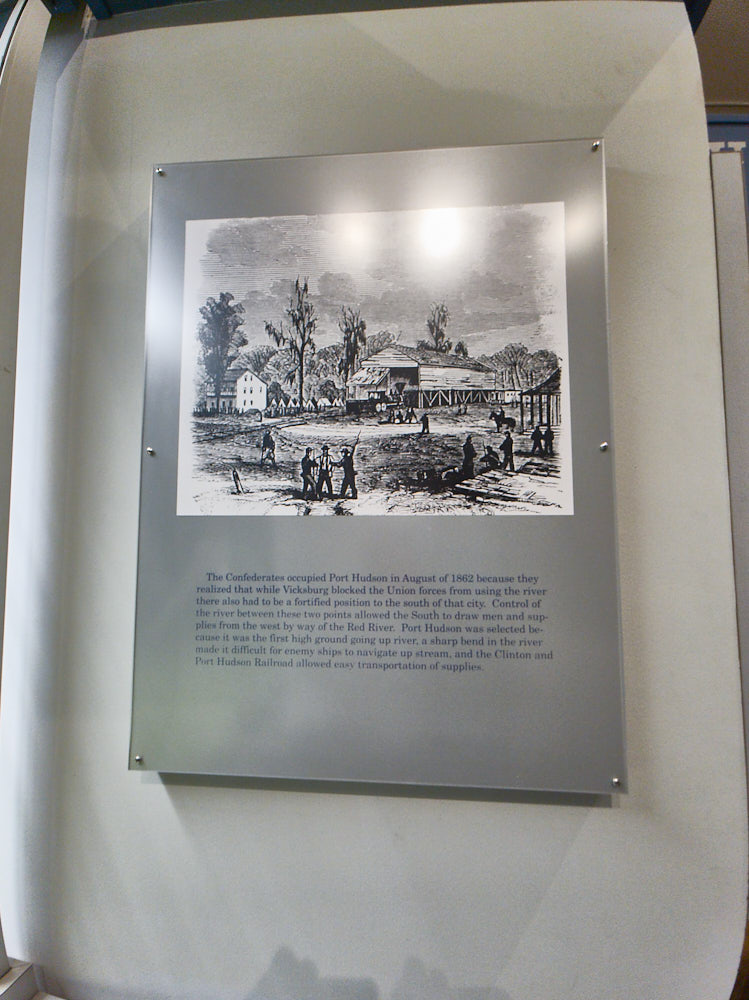 The Confederates occupied Port Hudson in August of 1862 because they
realized that while Vicksburg blocked the Union forces from using the river
there also had to be a fortified position to the south of that city. Control of
the river between these two points allowed the South to draw men and sup-
plies from the west by way of the Red River. Port Hudson was selected be-
cause it was the first high ground going up river, a sharp bend in the river
made it difficult for enemy ships to navigate up stream, and the Clinton and
Port Hudson Railroad allowed easy transportation of supplies.